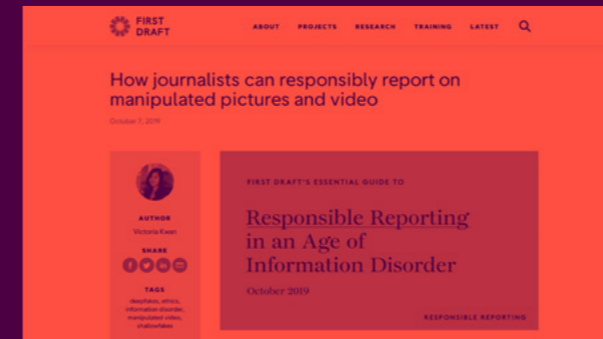 FIRST
DRAFT
ABOUT PROJECTS RESEARCH TRAINING LATEST
How journalists can responsibly report on
manipulated pictures and video
October 7, 2019
AUTHOR
Victoria Kwan
SHARE
TAGS
deepfakes, ethics,
information disorder,
manipulated video,
shallowfakes
FIRST DRAFT'S ESSENTIAL GUIDE TO
Responsible Reporting
in an Age of
Information Disorder
October 2019
RESPONSIBLE REPORTING